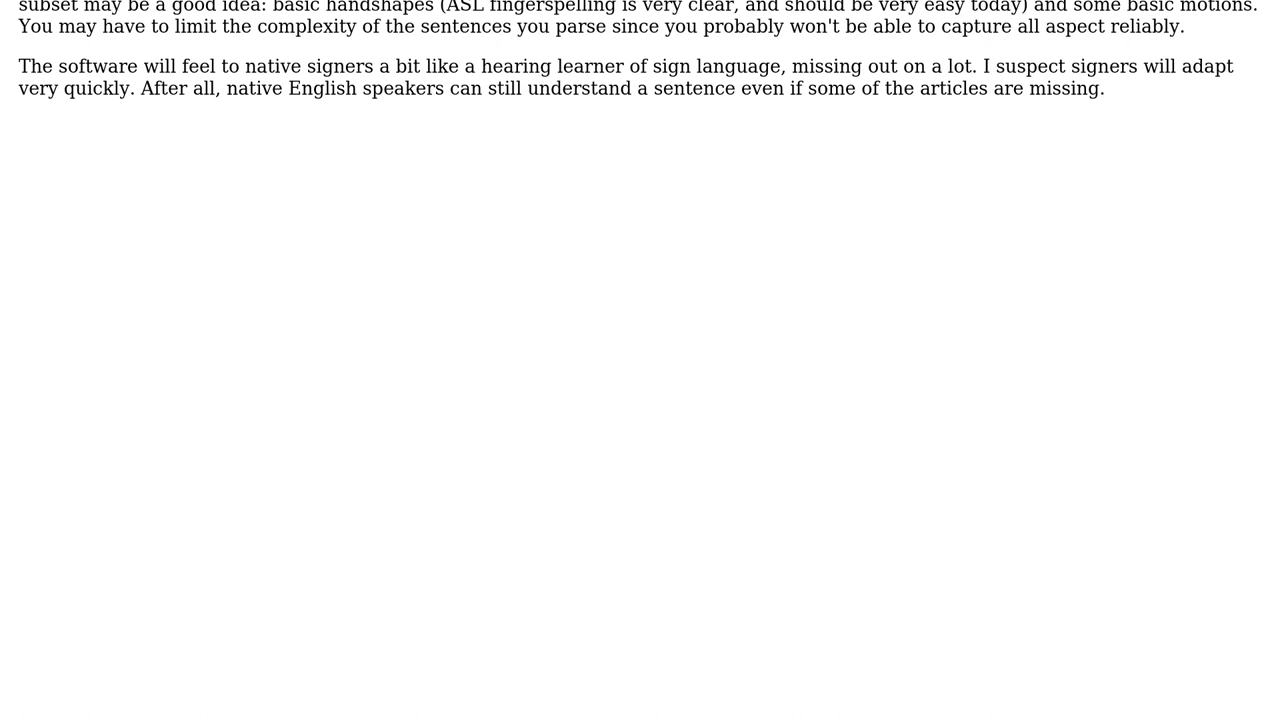 subset may be a good idea: basic handshapes (ASL fingerspelling is very clear, and should be very easy today) and some basic motions.
You may have to limit the complexity of the sentences you parse since you probably won't be able to capture all aspect reliably.
The software will feel to native signers a bit like a hearing learner of sign language, missing out on a lot. I suspect signers will adapt
very quickly. After all, native English speakers can still understand a sentence even if some of the articles are missing.